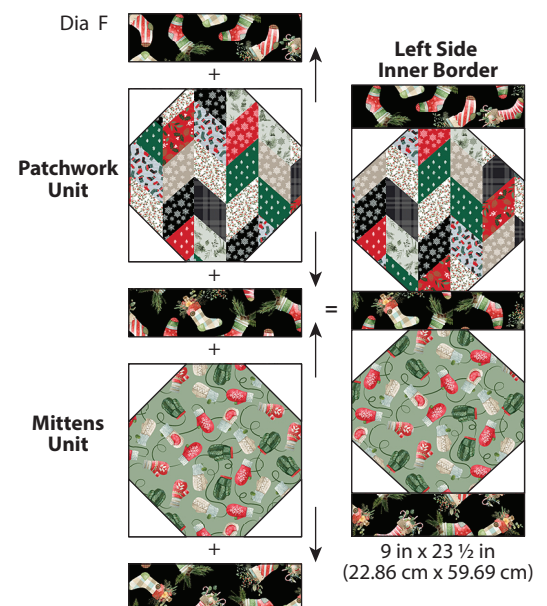 Dia F
+
Patchwork
Unit
+
+
Mittens
Unit
+
=
Left Side
Inner Border
9 in x 23 ½ in
(22.86 cm x 59.69 cm)